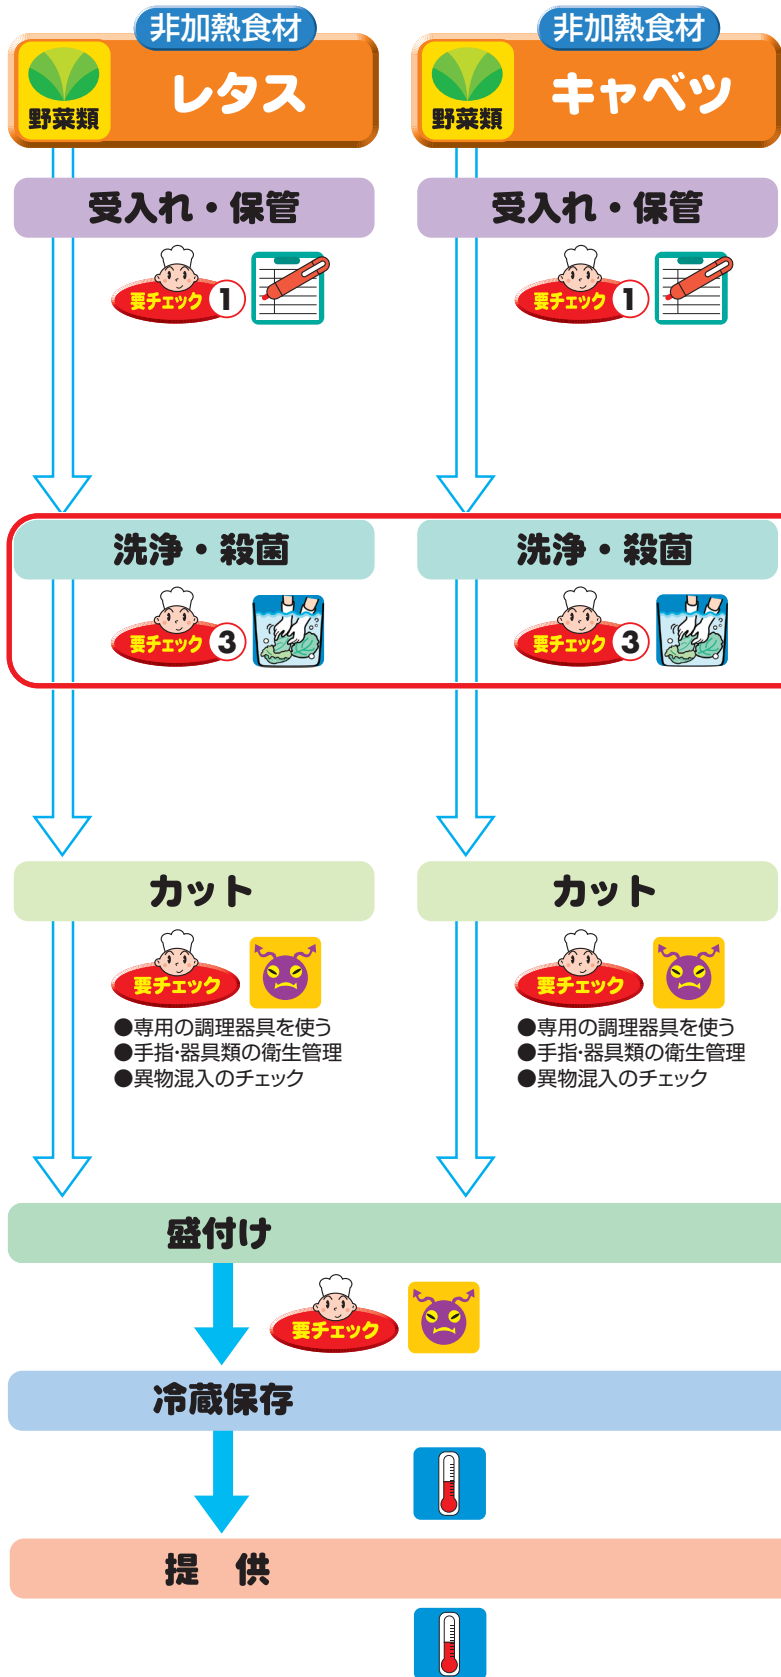 非加熱食材
野菜類
レタス
非加熱食材
野菜類
キャベツ
受入れ・保管
受入れ・保管
要チェック 1
要チェック 1
洗浄・殺菌
洗浄・殺菌
要チェック 3
要チェック 3
カット
カット
要チェック
●専用の調理器具を使う
●手指・器具類の衛生管理
●異物混入のチェック
要チェック
●専用の調理器具を使う
●手指・器具類の衛生管理
●異物混入のチェック
盛付け
要チェック
冷蔵保存
提　供